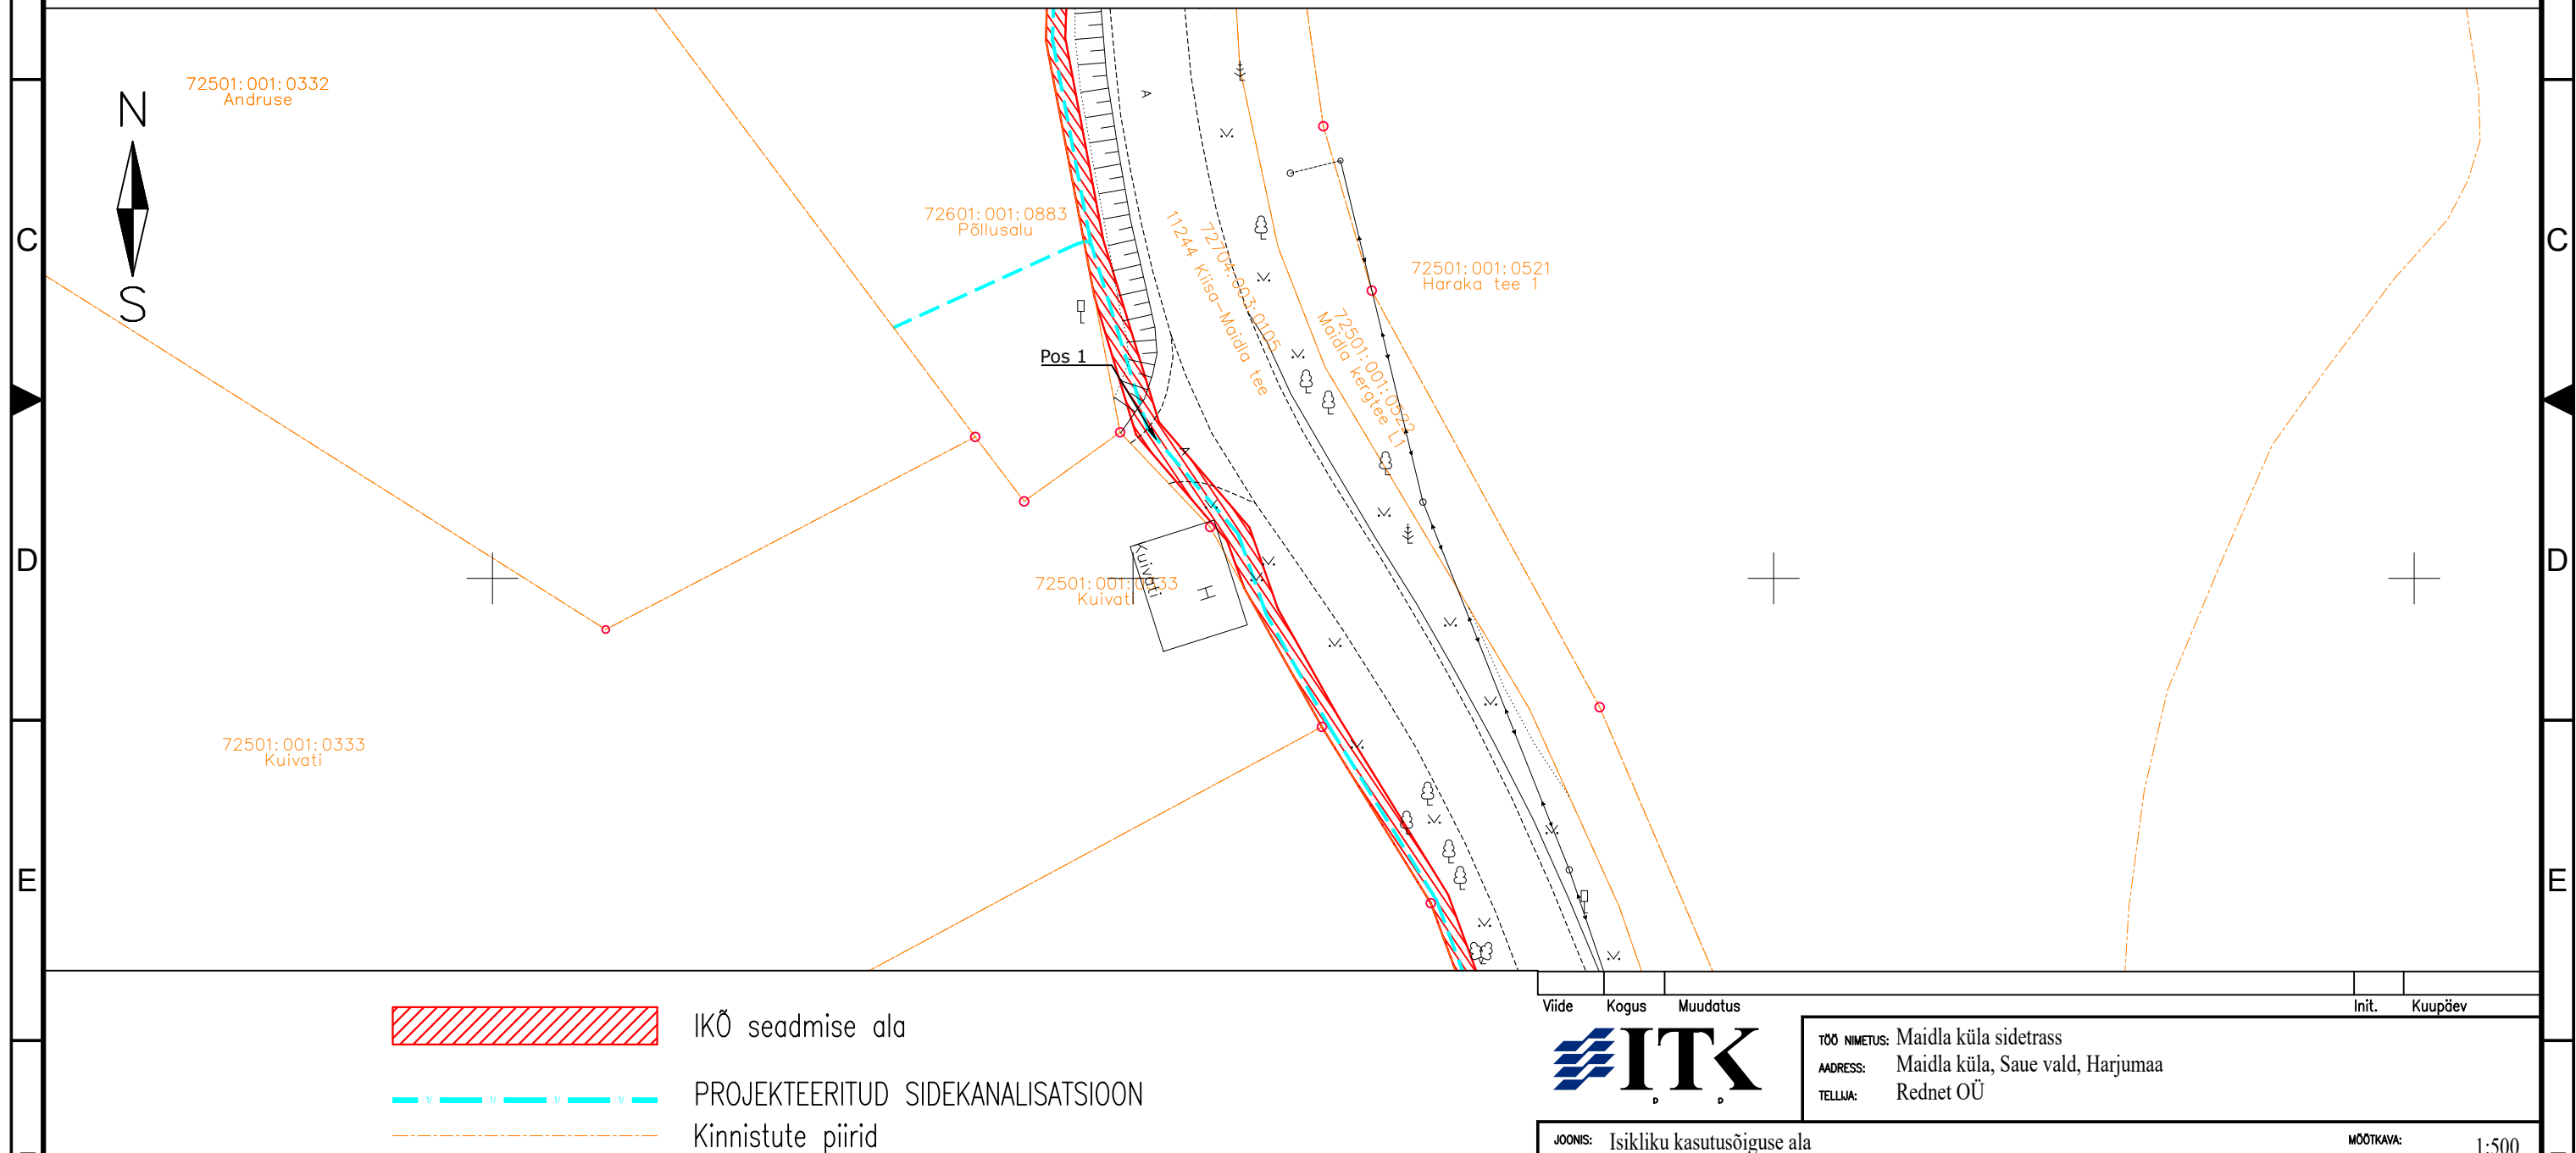 72501:001:0332
Andruse
N
S
C
C
72601:001:0883
Põllusalu
A
72704:003:0105
11244 Kiisa-Maidla tee
72501:001:0521
Haraka tee 1
72501:001:0522
Maidla kergtee L1
Pos 1
D
D
72501:001:0333
Kuivati
Kuivati
H
72501:001:0333
Kuivati
E
E
IKÕ seadmise ala
PROJEKTEERITUD SIDEKANALISATSIOON
Kinnistute piirid
Viide Kogus Muudatus Init. Kuupäev
ITK
TÖÖ NIMETUS: Maidla küla sidetrass
AADRESS: Maidla küla, Saue vald, Harjumaa
TELLIJA: Rednet OÜ
JOONIS: Isikliku kasutusõiguse ala
MÕÕTKAVA: 1:500